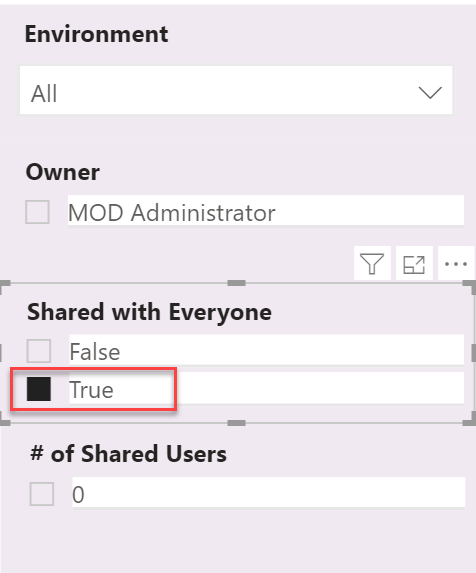 Environment
All
Owner
MOD Administrator
Shared with Everyone
False
True
# of Shared Users
0